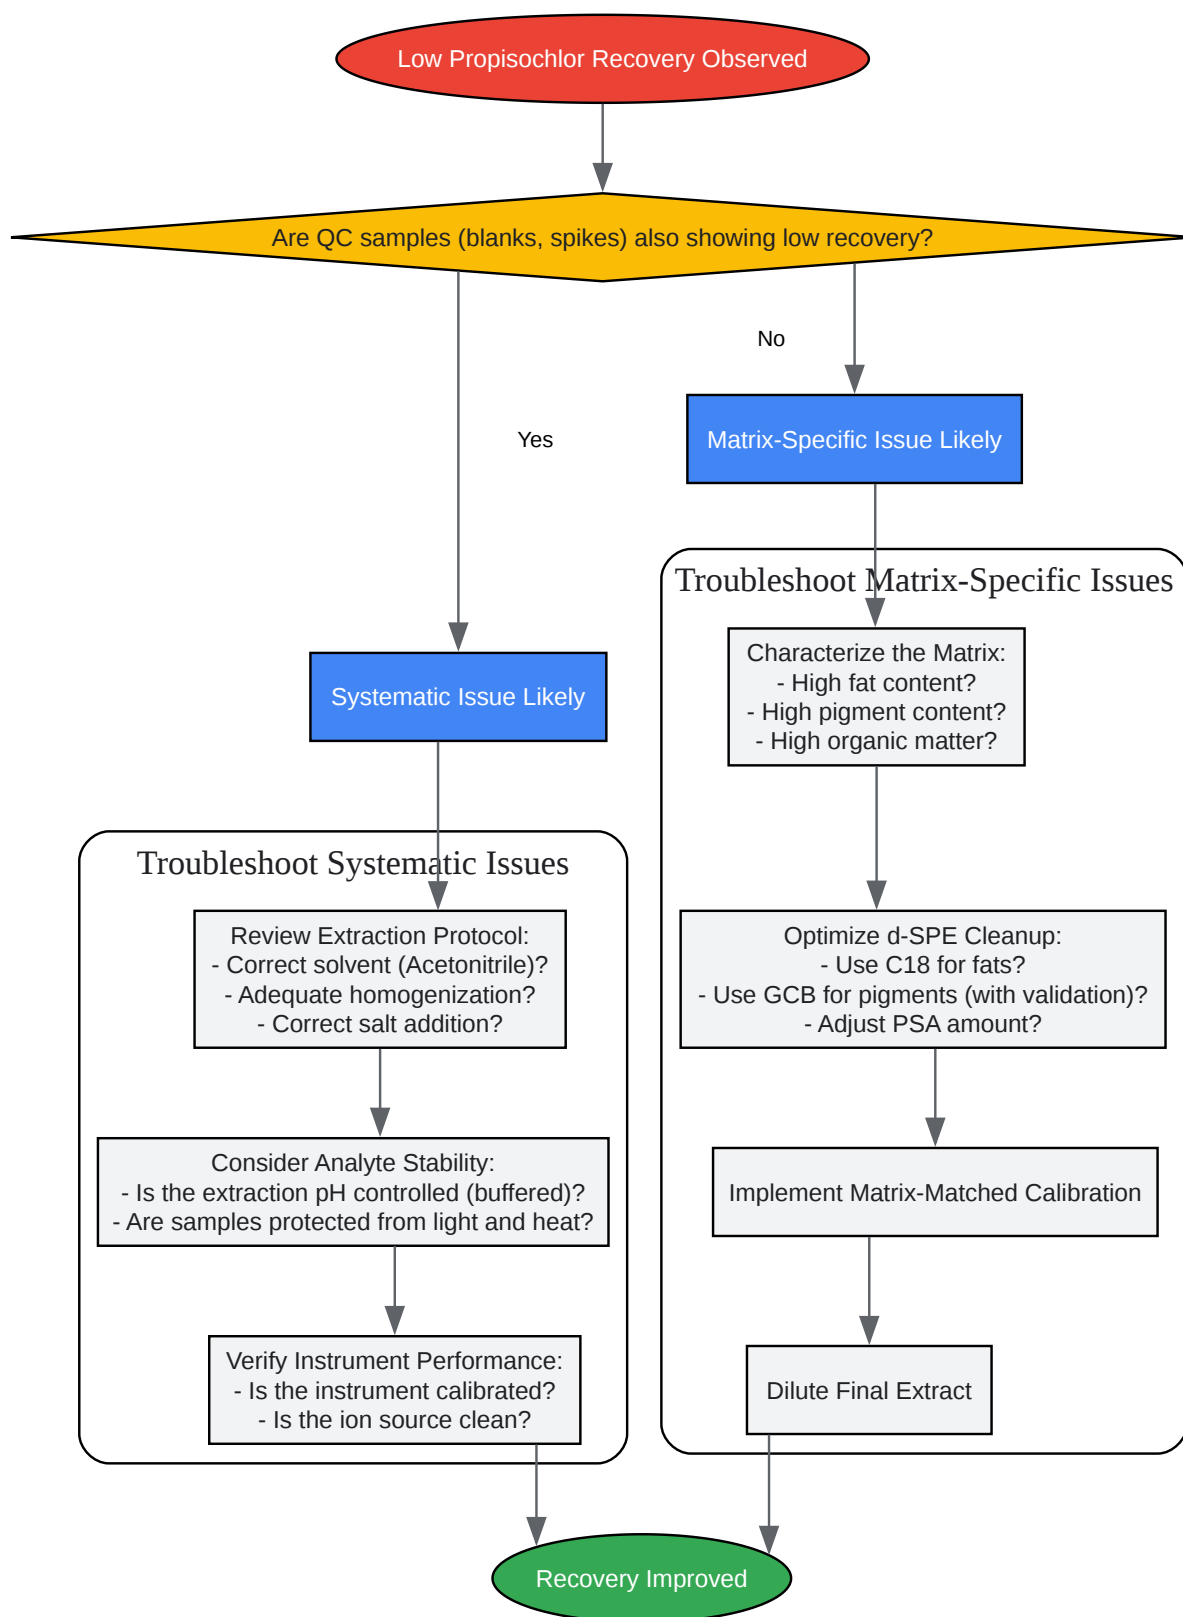 Low Propisochlor Recovery Observed
Are QC samples (blanks, spikes) also showing low recovery?
No
Yes
Matrix-Specific Issue Likely
Systematic Issue Likely
Troubleshoot Matrix-Specific Issues
Characterize the Matrix:
- High fat content?
- High pigment content?
- High organic matter?
Optimize d-SPE Cleanup:
- Use C18 for fats?
- Use GCB for pigments (with validation)?
- Adjust PSA amount?
Implement Matrix-Matched Calibration
Dilute Final Extract
Troubleshoot Systematic Issues
Review Extraction Protocol:
- Correct solvent (Acetonitrile)?
- Adequate homogenization?
- Correct salt addition?
Consider Analyte Stability:
- Is the extraction pH controlled (buffered)?
- Are samples protected from light and heat?
Verify Instrument Performance:
- Is the instrument calibrated?
- Is the ion source clean?
Recovery Improved